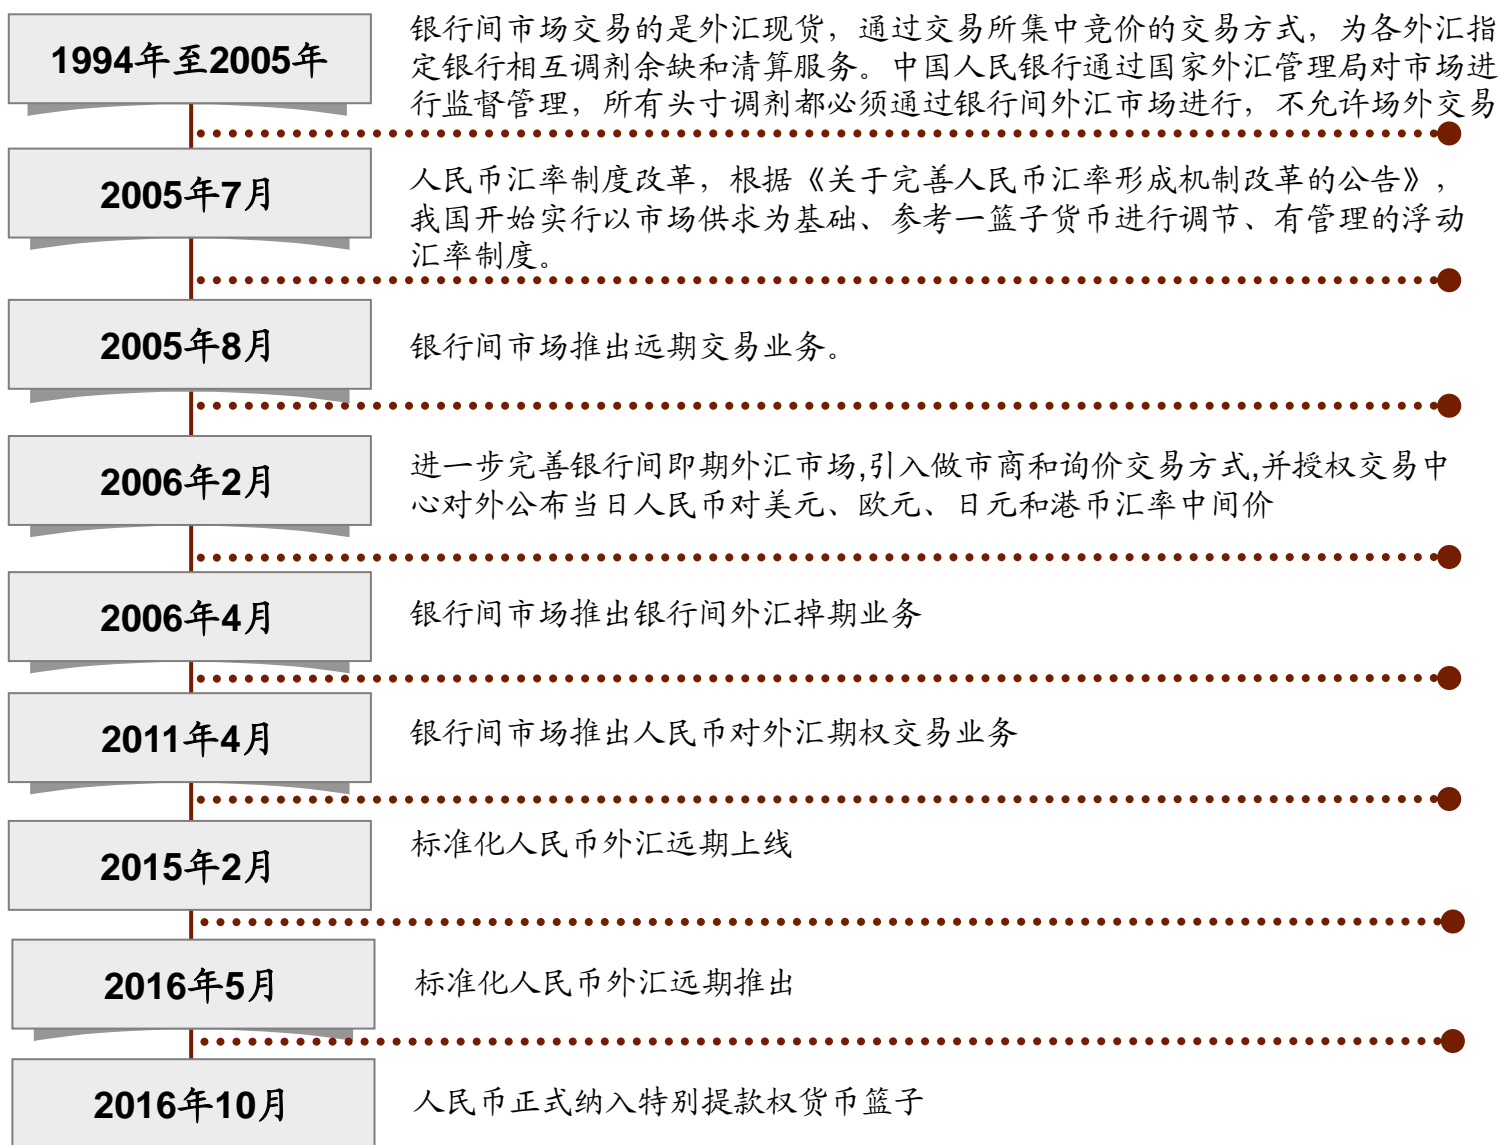 1994年至2005年
银行间市场交易的是外汇现货，通过交易所集中竞价的交易方式，为各外汇指
定银行相互调剂余缺和清算服务。中国人民银行通过国家外汇管理局对市场进
行监督管理，所有头寸调剂都必须通过银行间外汇市场进行，不允许场外交易
2005年7月
人民币汇率制度改革，根据《关于完善人民币汇率形成机制改革的公告》，
我国开始实行以市场供求为基础、参考一篮子货币进行调节、有管理的浮动
汇率制度。
2005年8月
银行间市场推出远期交易业务。
2006年2月
进一步完善银行间即期外汇市场,引入做市商和询价交易方式,并授权交易中
心对外公布当日人民币对美元、欧元、日元和港币汇率中间价
2006年4月
银行间市场推出银行间外汇掉期业务
2011年4月
银行间市场推出人民币对外汇期权交易业务
2015年2月
标准化人民币外汇远期上线
2016年5月
标准化人民币外汇远期推出
2016年10月
人民币正式纳入特别提款权货币篮子